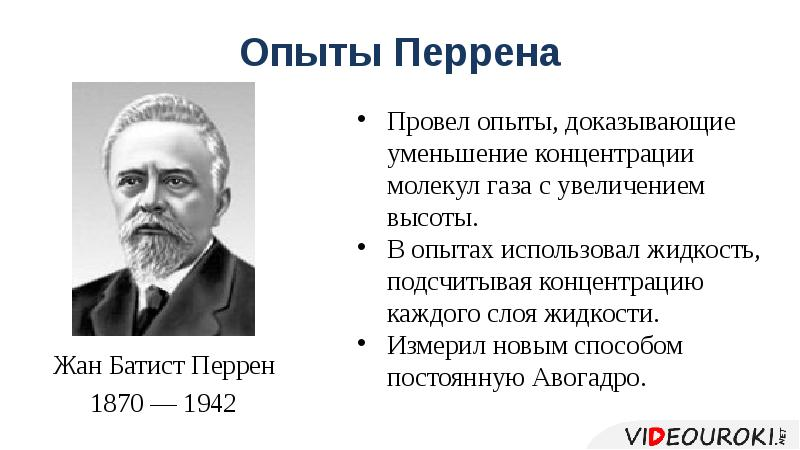 Опыты Перрена
• Провел опыты, доказывающие
уменьшение концентрации
молекул газа с увеличением
высоты.
• В опытах использовал жидкость,
подсчитывая концентрацию
каждого слоя жидкости.
• Измерил новым способом
постоянную Авогадро.
Жан Батист Перрен
1870 — 1942
VIDEOUROKI.NET